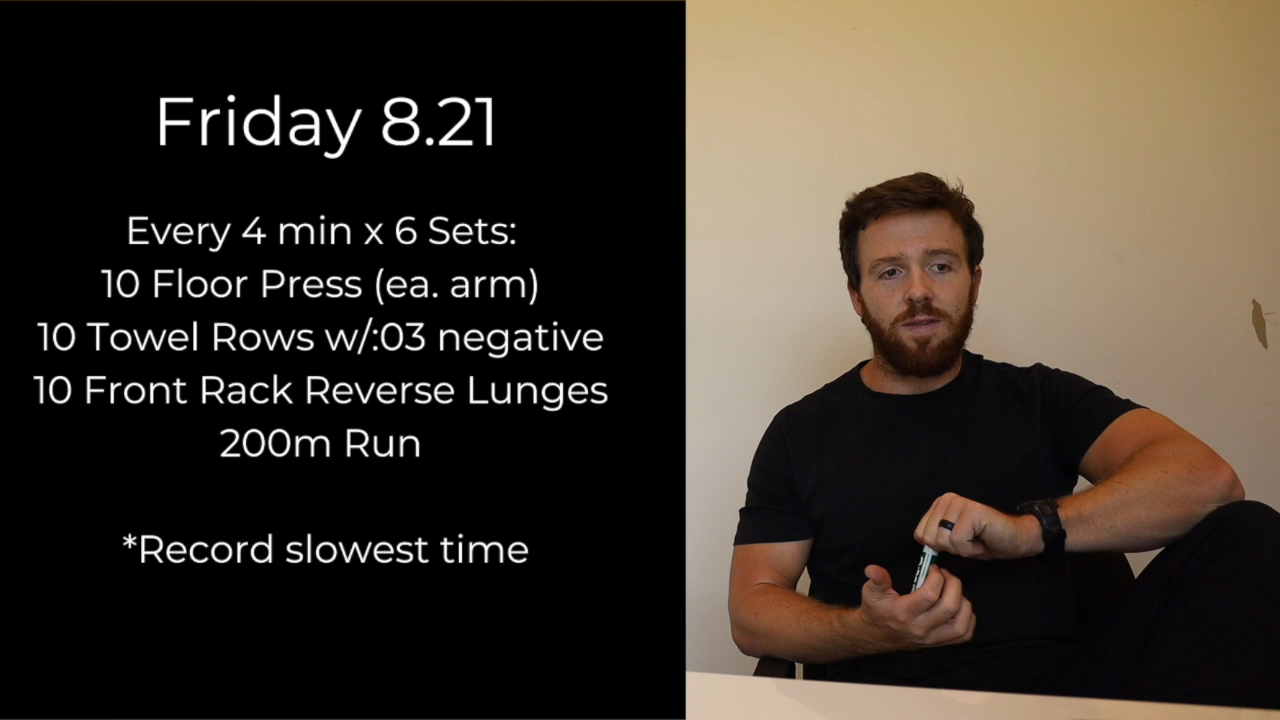 Friday 8.21
Every 4 min x 6 Sets:
10 Floor Press (ea. arm)
10 Towel Rows w/:03 negative
10 Front Rack Reverse Lunges
200m Run
*Record slowest time